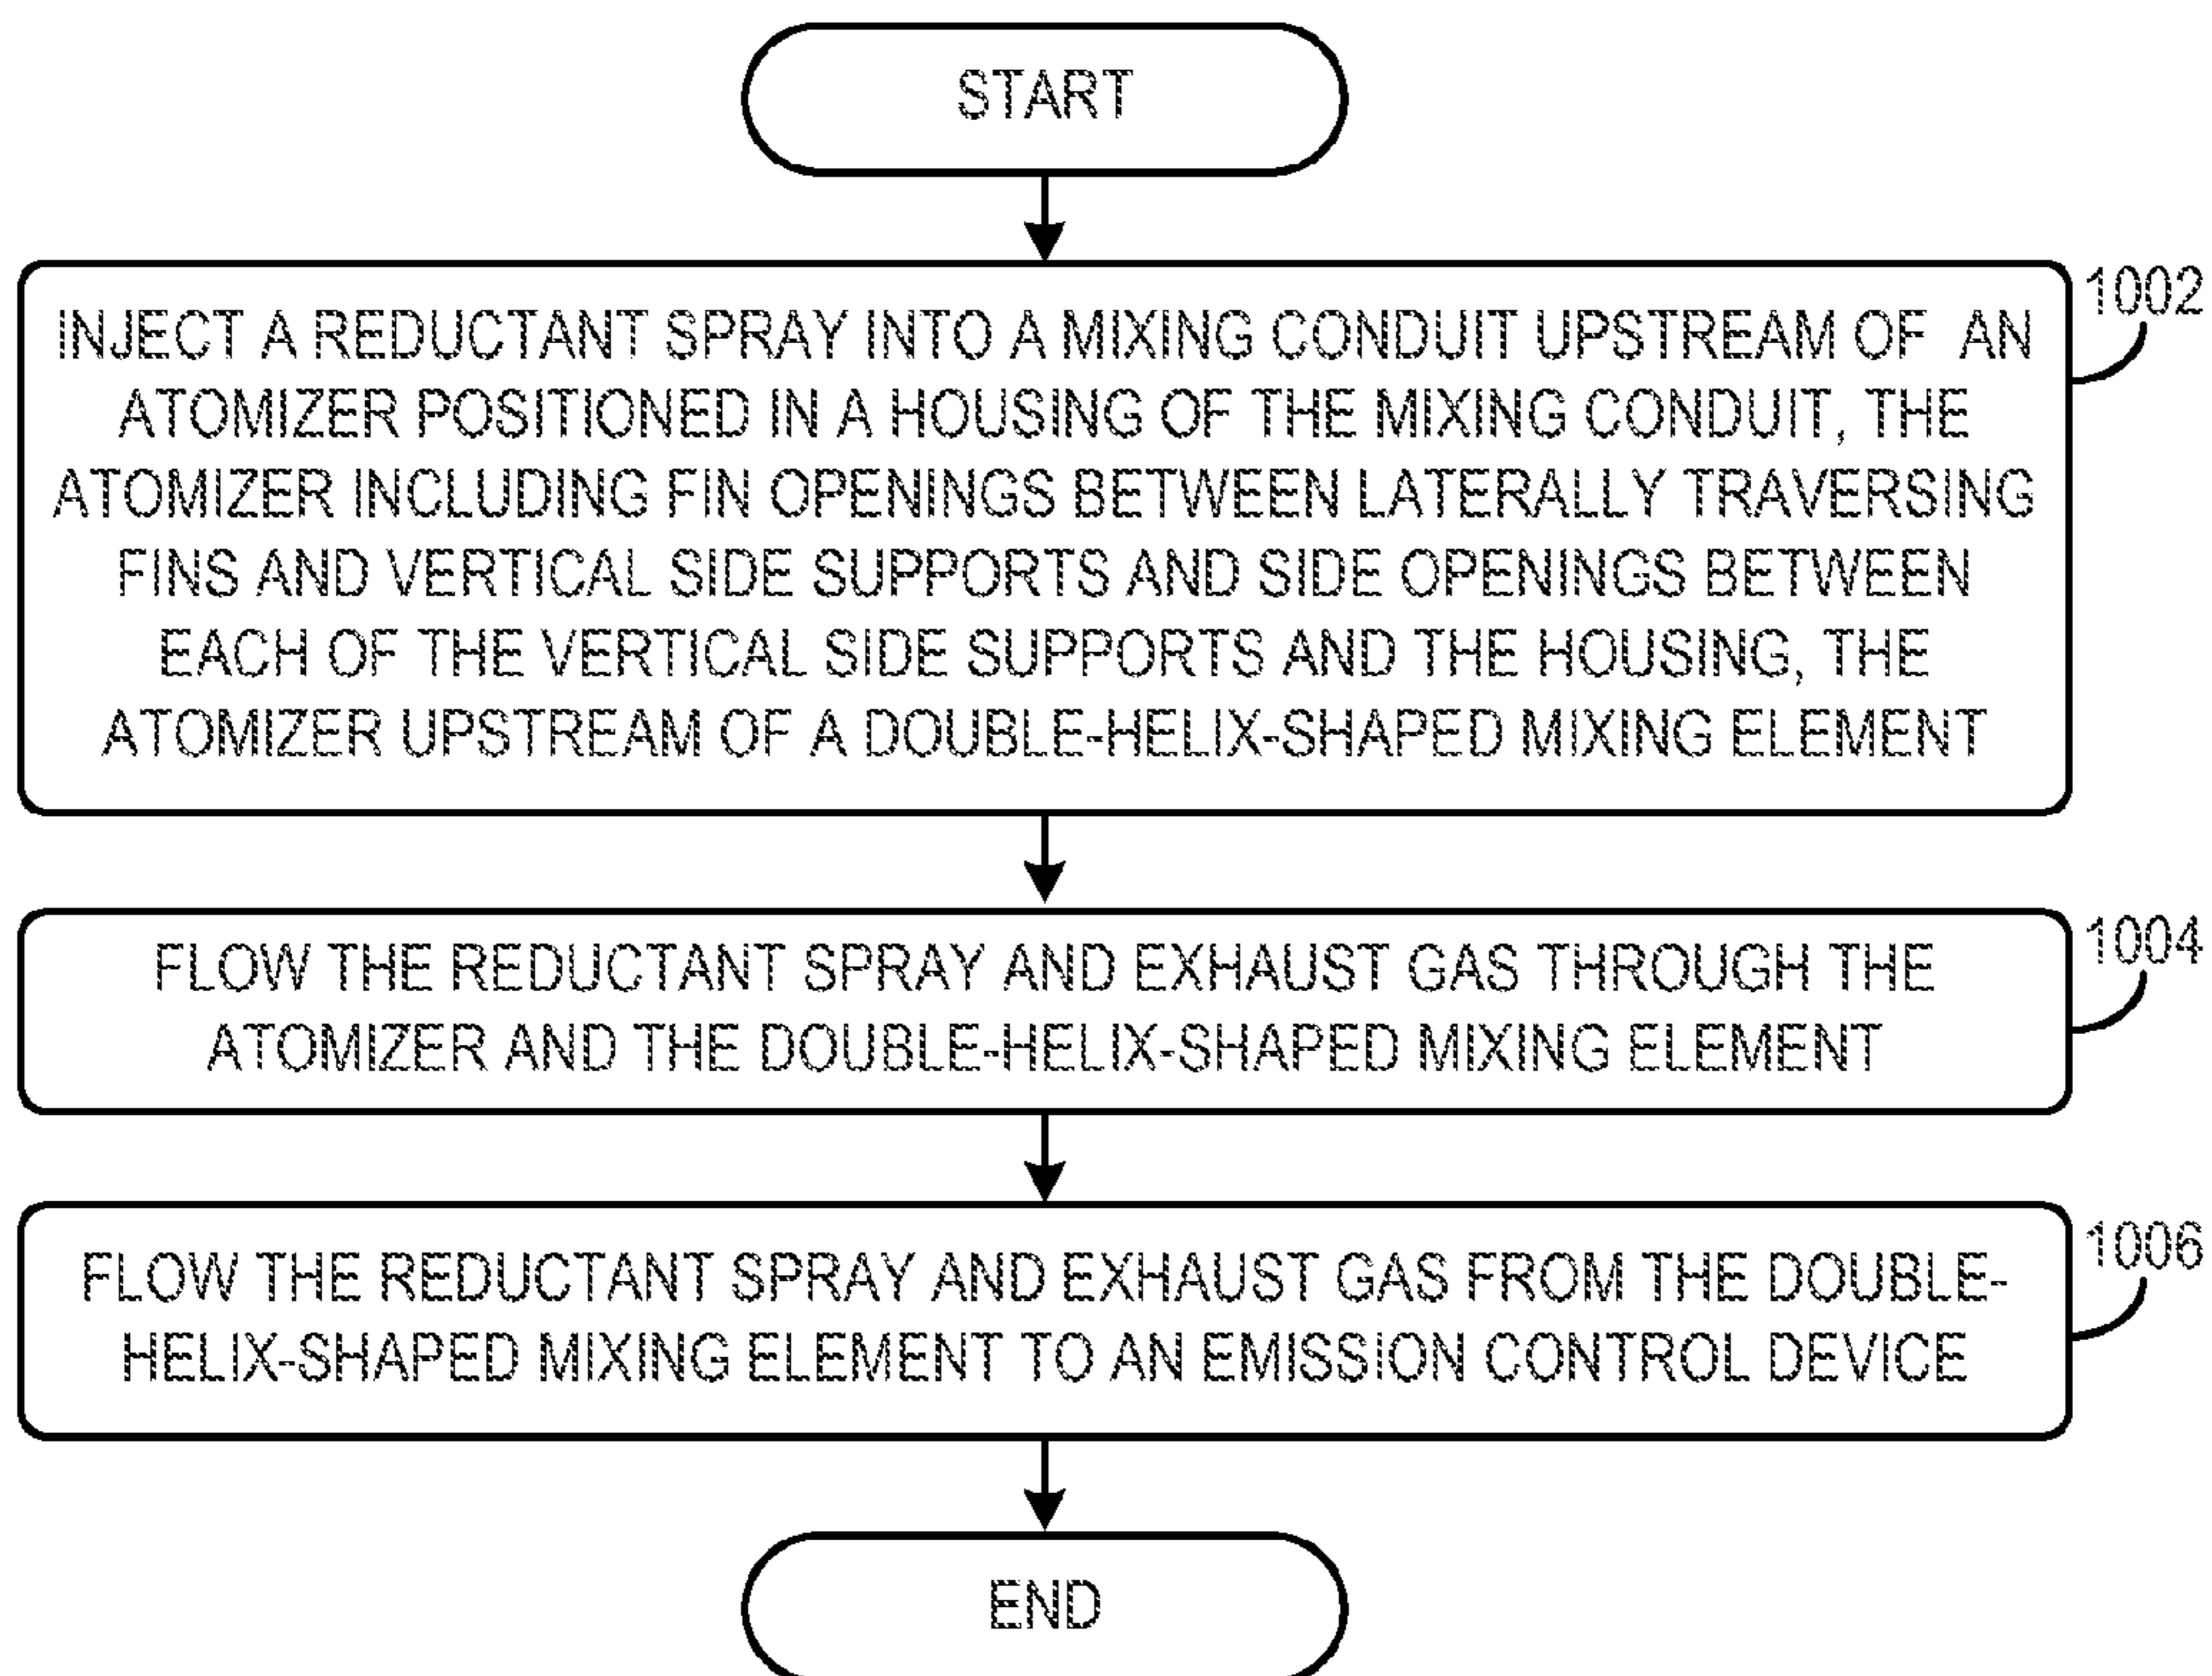 START
1002
INJECT A REDUCTANT SPRAY INTO A MIXING CONDUIT UPSTREAM OF AN
ATOMIZER POSITIONED IN A HOUSING OF THE MIXING CONDUIT, THE
ATOMIZER INCLUDING FIN OPENINGS BETWEEN LATERALLY TRAVERSING
FINS AND VERTICAL SIDE SUPPORTS AND SIDE OPENINGS BETWEEN
EACH OF THE VERTICAL SIDE SUPPORTS AND THE HOUSING, THE
ATOMIZER UPSTREAM OF A DOUBLE-HELIX-SHAPED MIXING ELEMENT
1004
FLOW THE REDUCTANT SPRAY AND EXHAUST GAS THROUGH THE
ATOMIZER AND THE DOUBLE-HELIX-SHAPED MIXING ELEMENT
1006
FLOW THE REDUCTANT SPRAY AND EXHAUST GAS FROM THE DOUBLE-
HELIX-SHAPED MIXING ELEMENT TO AN EMISSION CONTROL DEVICE
END